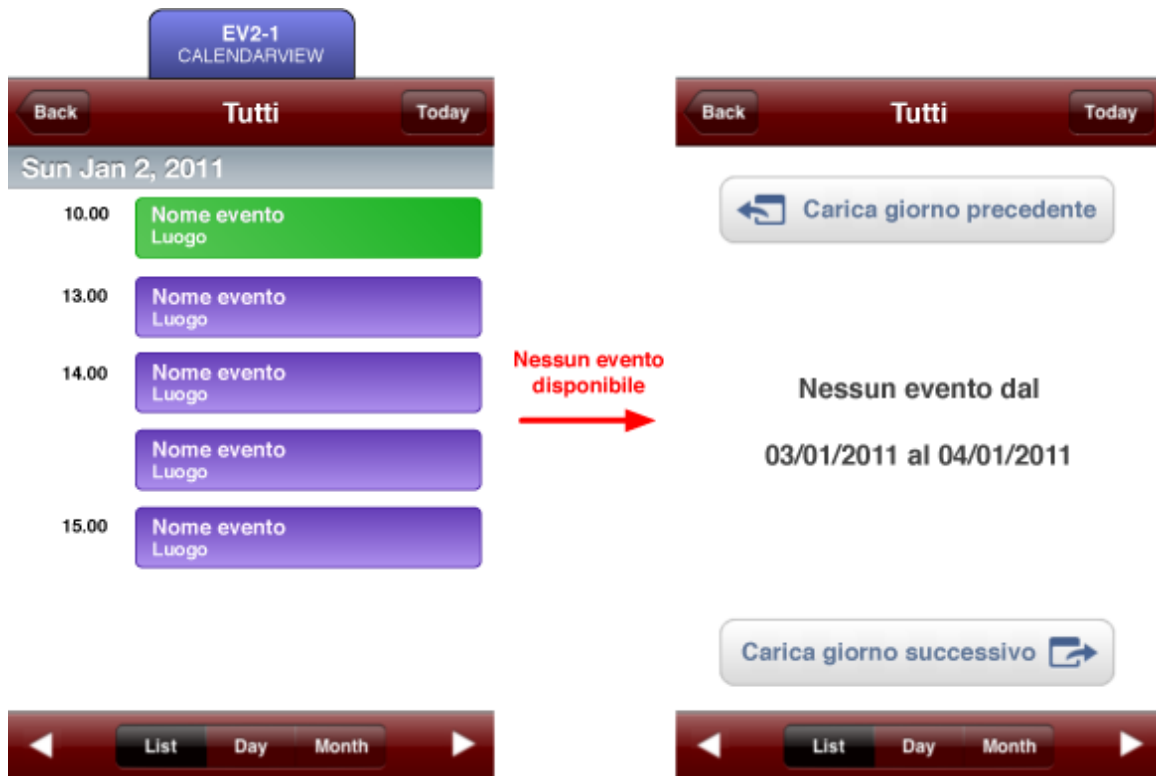 EV2-1
CALENDARVIEW
Back
Tutti
Today
Sun Jan 2, 2011
10.00
Nome evento
Luogo
13.00
Nome evento
Luogo
14.00
Nome evento
Luogo
Nome evento
Luogo
15.00
Nome evento
Luogo
List
Day
Month
Nessun evento
disponibile
Back
Tutti
Today
Carica giorno precedente
Nessun evento dal
03/01/2011 al 04/01/2011
Carica giorno successivo
List
Day
Month